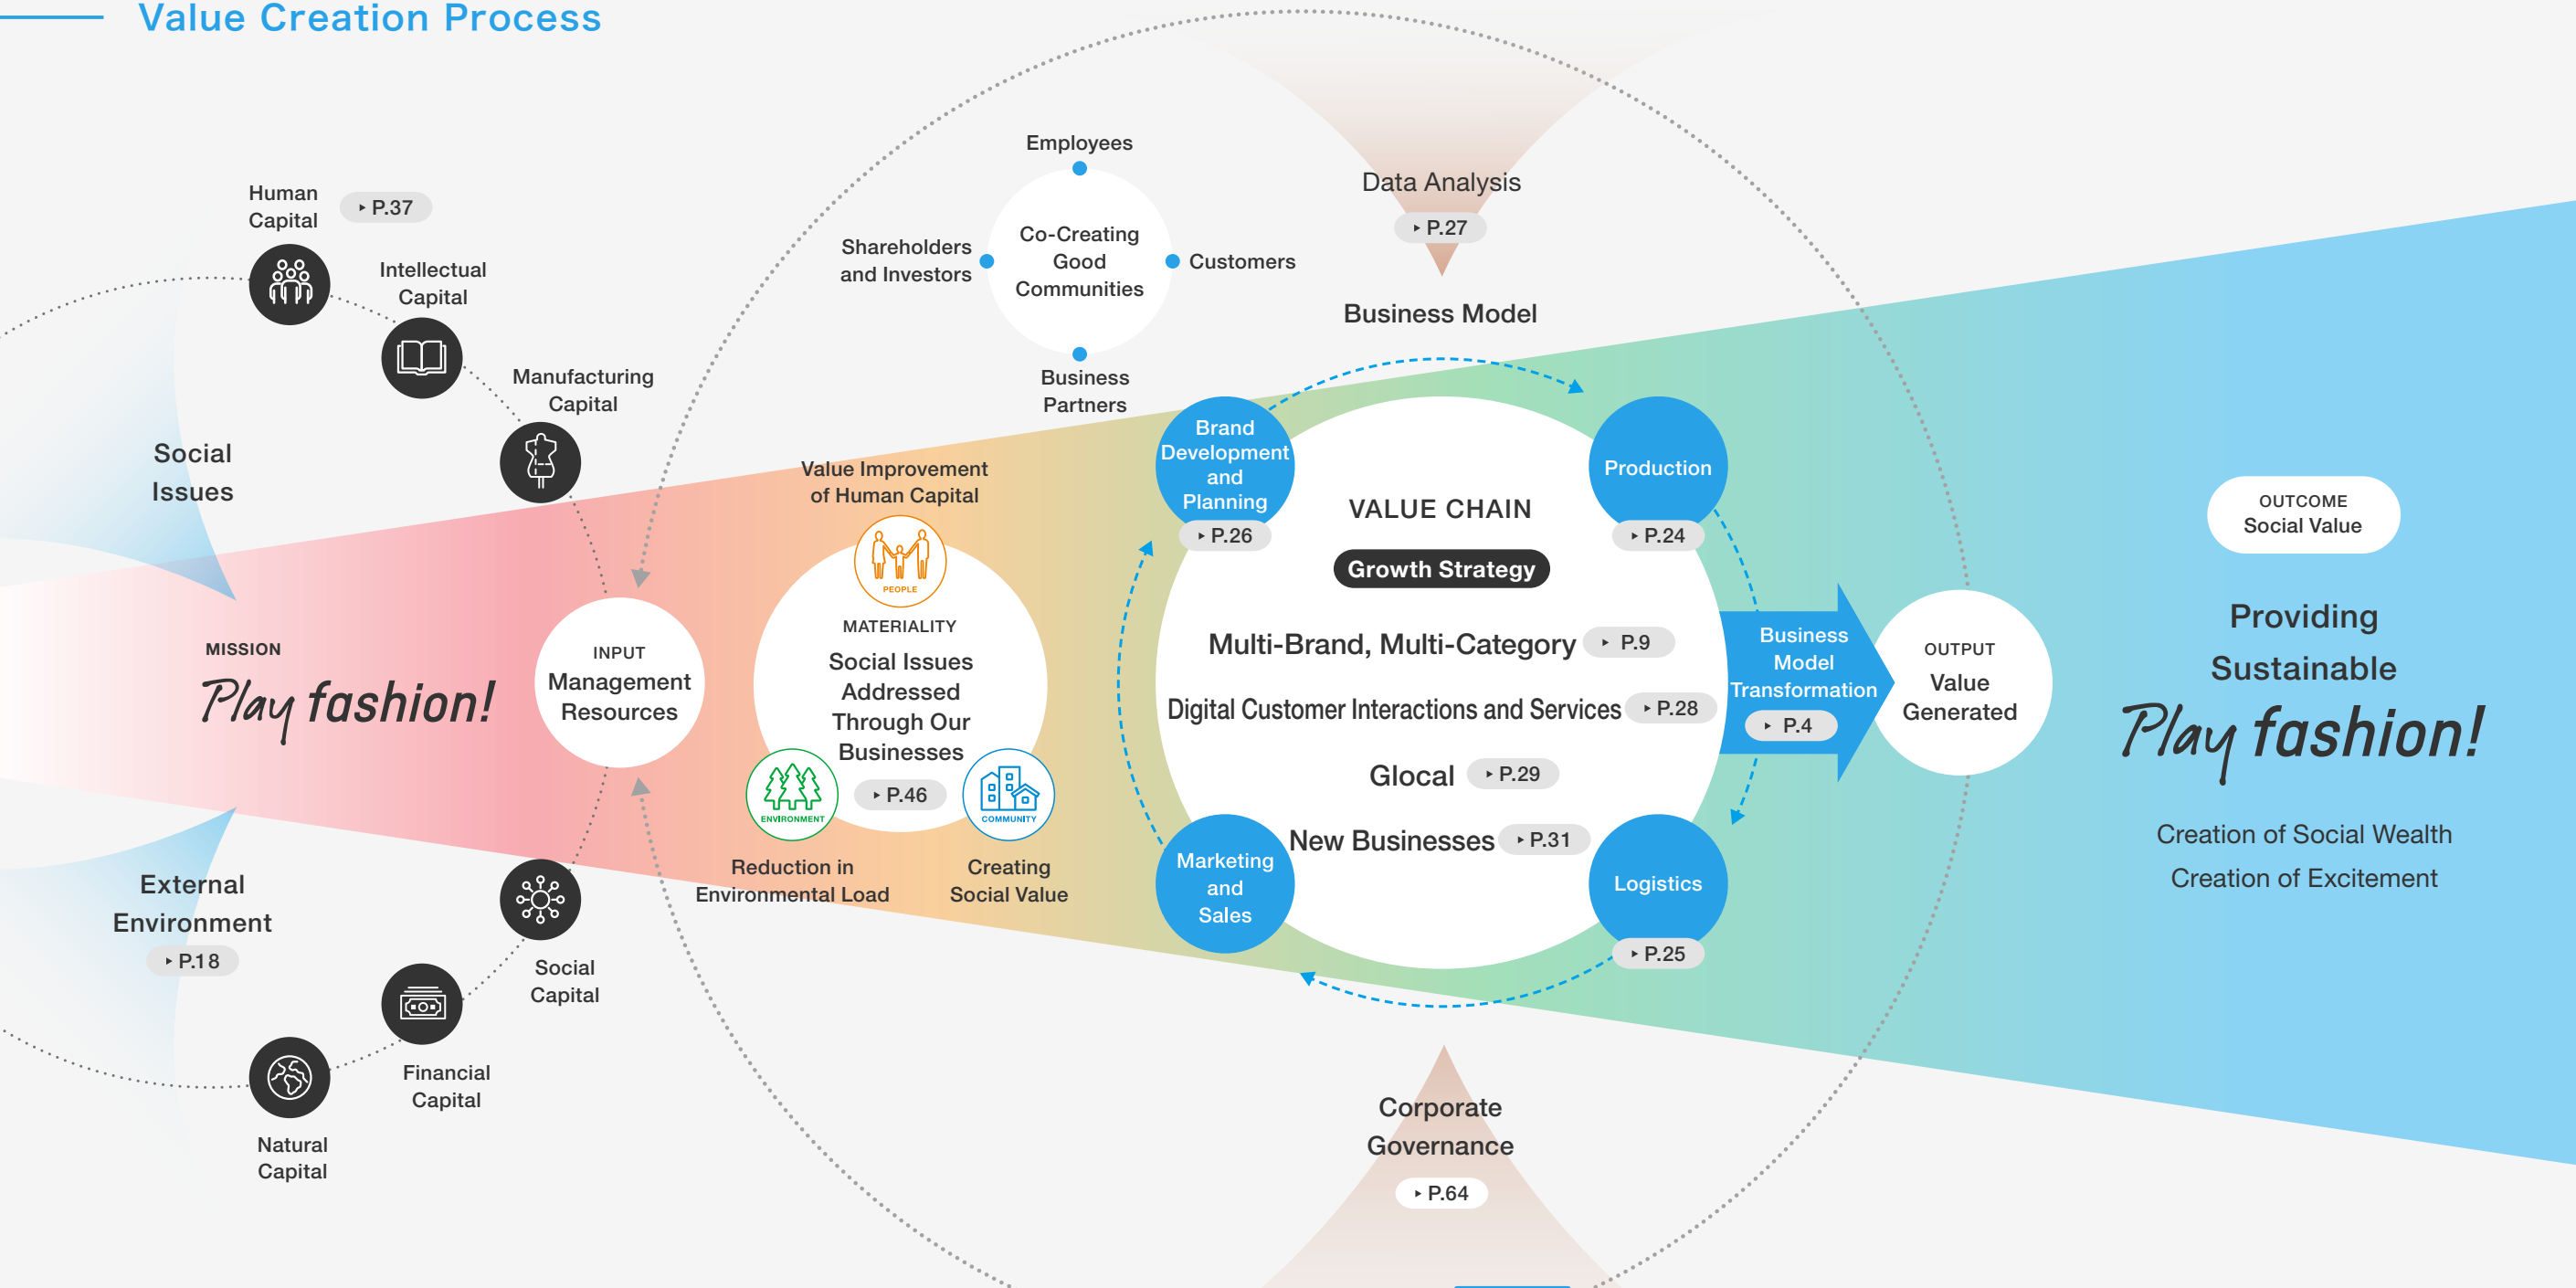 Value Creation Process
Human
Capital
▸ P.37
Intellectual
Capital
Manufacturing
Capital
Social
Issues
MISSION
Play fashion!
External
Environment
▸ P.18
Social
Capital
Financial
Capital
Natural
Capital
INPUT
Management
Resources
Employees
Shareholders
and Investors
Co-Creating
Good
Communities
Customers
Business
Partners
Value Improvement
of Human Capital
PEOPLE
MATERIALITY
Social Issues
Addressed
Through Our
Businesses
▸ P.46
ENVIRONMENT
COMMUNITY
Reduction in
Environmental Load
Creating
Social Value
Data Analysis
▸ P.27
Business Model
Brand
Development
and
Planning
▸ P.26
Production
▸ P.24
VALUE CHAIN
Growth Strategy
Multi-Brand, Multi-Category ▸ P.9
Digital Customer Interactions and Services ▸ P.28
Glocal ▸ P.29
New Businesses ▸ P.31
Marketing
and
Sales
Logistics
▸ P.25
Business
Model
Transformation
▸ P.4
Corporate
Governance
▸ P.64
OUTPUT
Value
Generated
OUTCOME
Social Value
Providing
Sustainable
Play fashion!
Creation of Social Wealth
Creation of Excitement